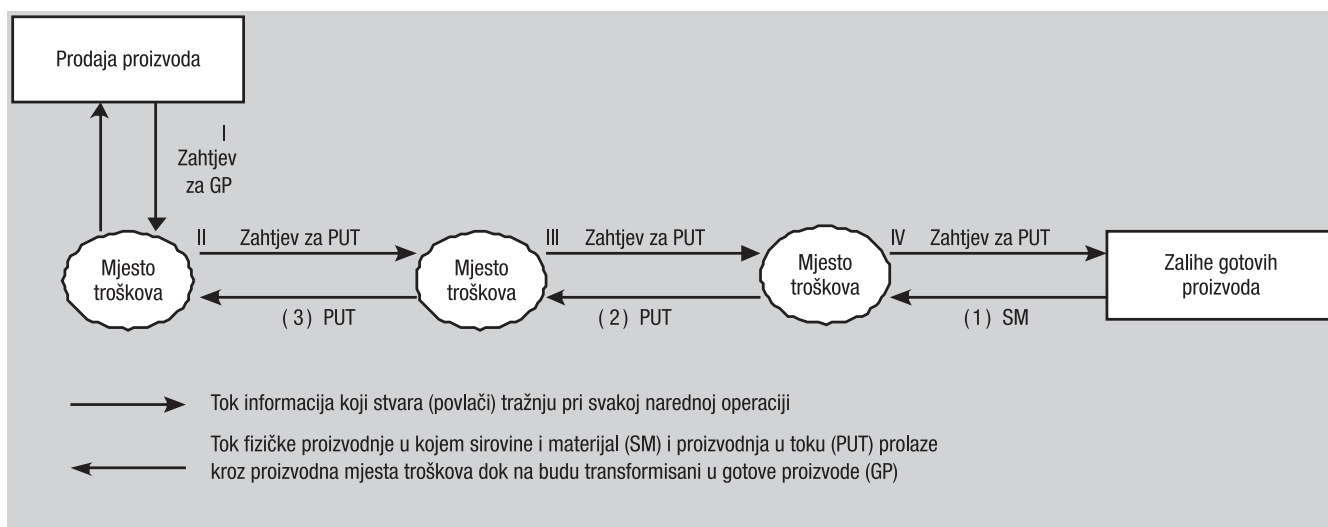 Prodaja proizvoda
I
Zahtjev
za GP
Mjesto
troškova
II
Zahtjev za PUT
( 3 ) PUT
Mjesto
troškova
III
Zahtjev za PUT
( 2 ) PUT
Mjesto
troškova
IV
Zahtjev za PUT
( 1 ) SM
Zalihe gotovih
proizvoda
Tok informacija koji stvara (povlači) tražnju pri svakoj narednoj operaciji
Tok fizičke proizvodnje u kojem sirovine i materijal (SM) i proizvodnja u toku (PUT) prolaze
kroz proizvodna mjesta troškova dok na budu transformisani u gotove proizvode (GP)